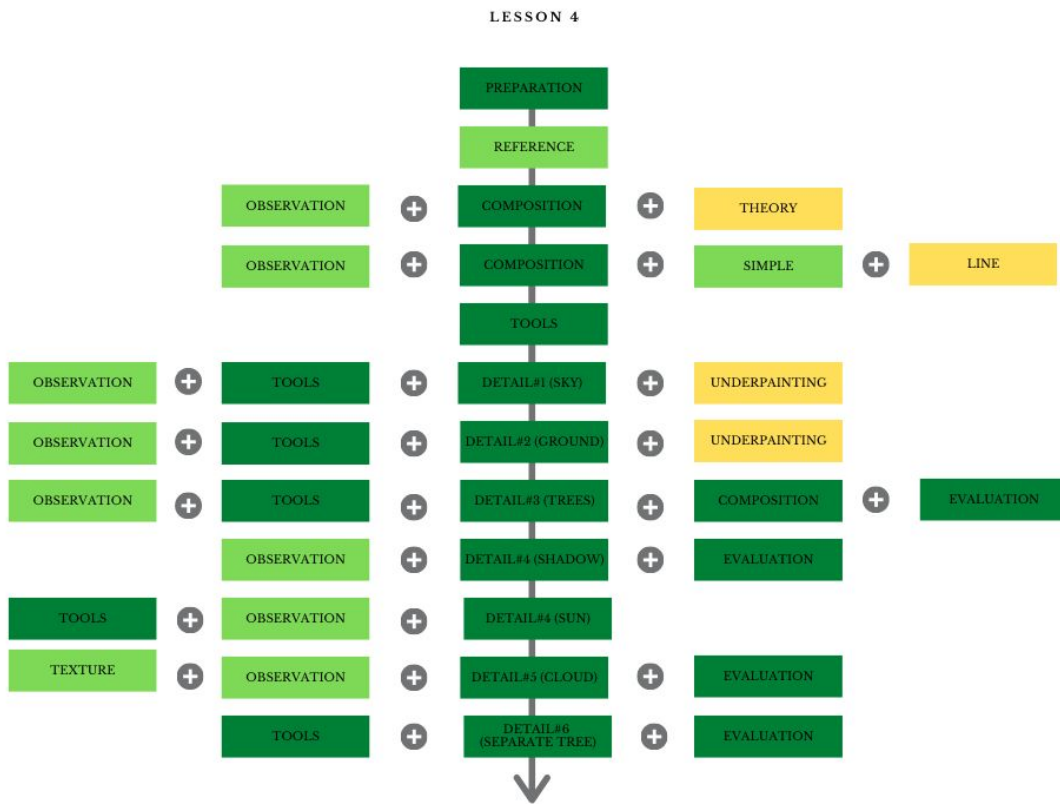 LESSON 4
PREPARATION
REFERENCE
OBSERVATION COMPOSITION THEORY
OBSERVATION COMPOSITION SIMPLE LINE
TOOLS
OBSERVATION TOOLS DETAIL#1 (SKY) UNDERPAINTING
OBSERVATION TOOLS DETAIL#2 (GROUND) UNDERPAINTING
OBSERVATION TOOLS DETAIL#3 (TREES) COMPOSITION EVALUATION
OBSERVATION DETAIL#4 (SHADOW) EVALUATION
TOOLS OBSERVATION DETAIL#4 (SUN)
TEXTURE OBSERVATION DETAIL#5 (CLOUD) EVALUATION
TOOLS DETAIL#6
(SEPARATE TREE) EVALUATION